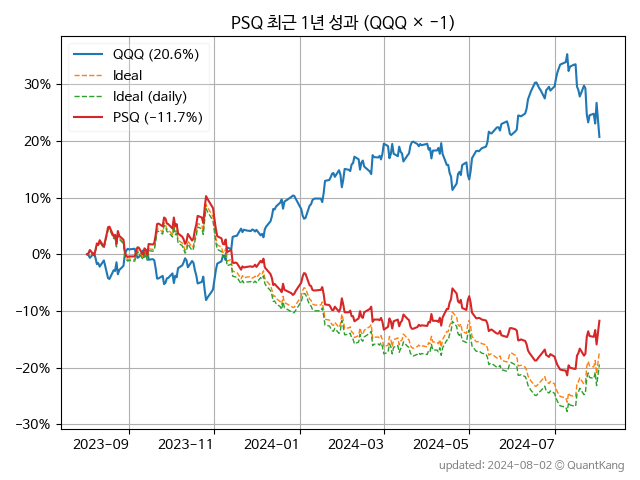 PSQ 최근 1년 성과 (QQQ × −1)
QQQ (20.6%)
Ideal
Ideal (daily)
PSQ (−11.7%)
30%
20%
10%
0%
−10%
−20%
−30%
2023-09
2023-11
2024-01
2024-03
2024-05
2024-07
updated: 2024-08-02 © QuantKang